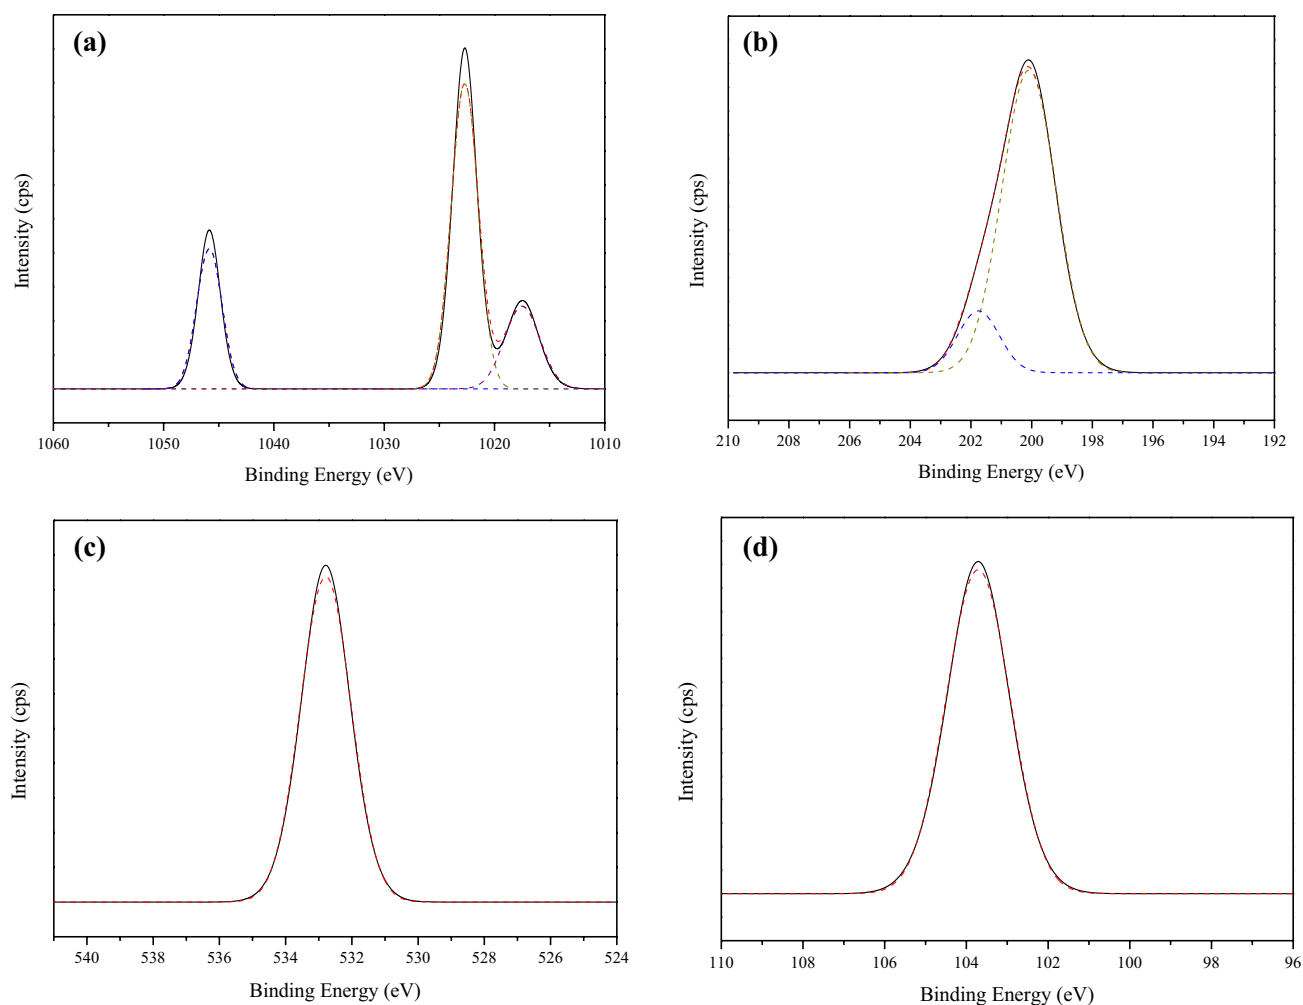 (a)
Intensity (cps)
1060 1050 1040 1030 1020 1010
Binding Energy (eV)
(b)
Intensity (cps)
210 208 206 204 202 200 198 196 194 192
Binding Energy (eV)
(c)
Intensity (cps)
540 538 536 534 532 530 528 526 524
Binding Energy (eV)
(d)
Intensity (cps)
110 108 106 104 102 100 98 96
Binding Energy (eV)